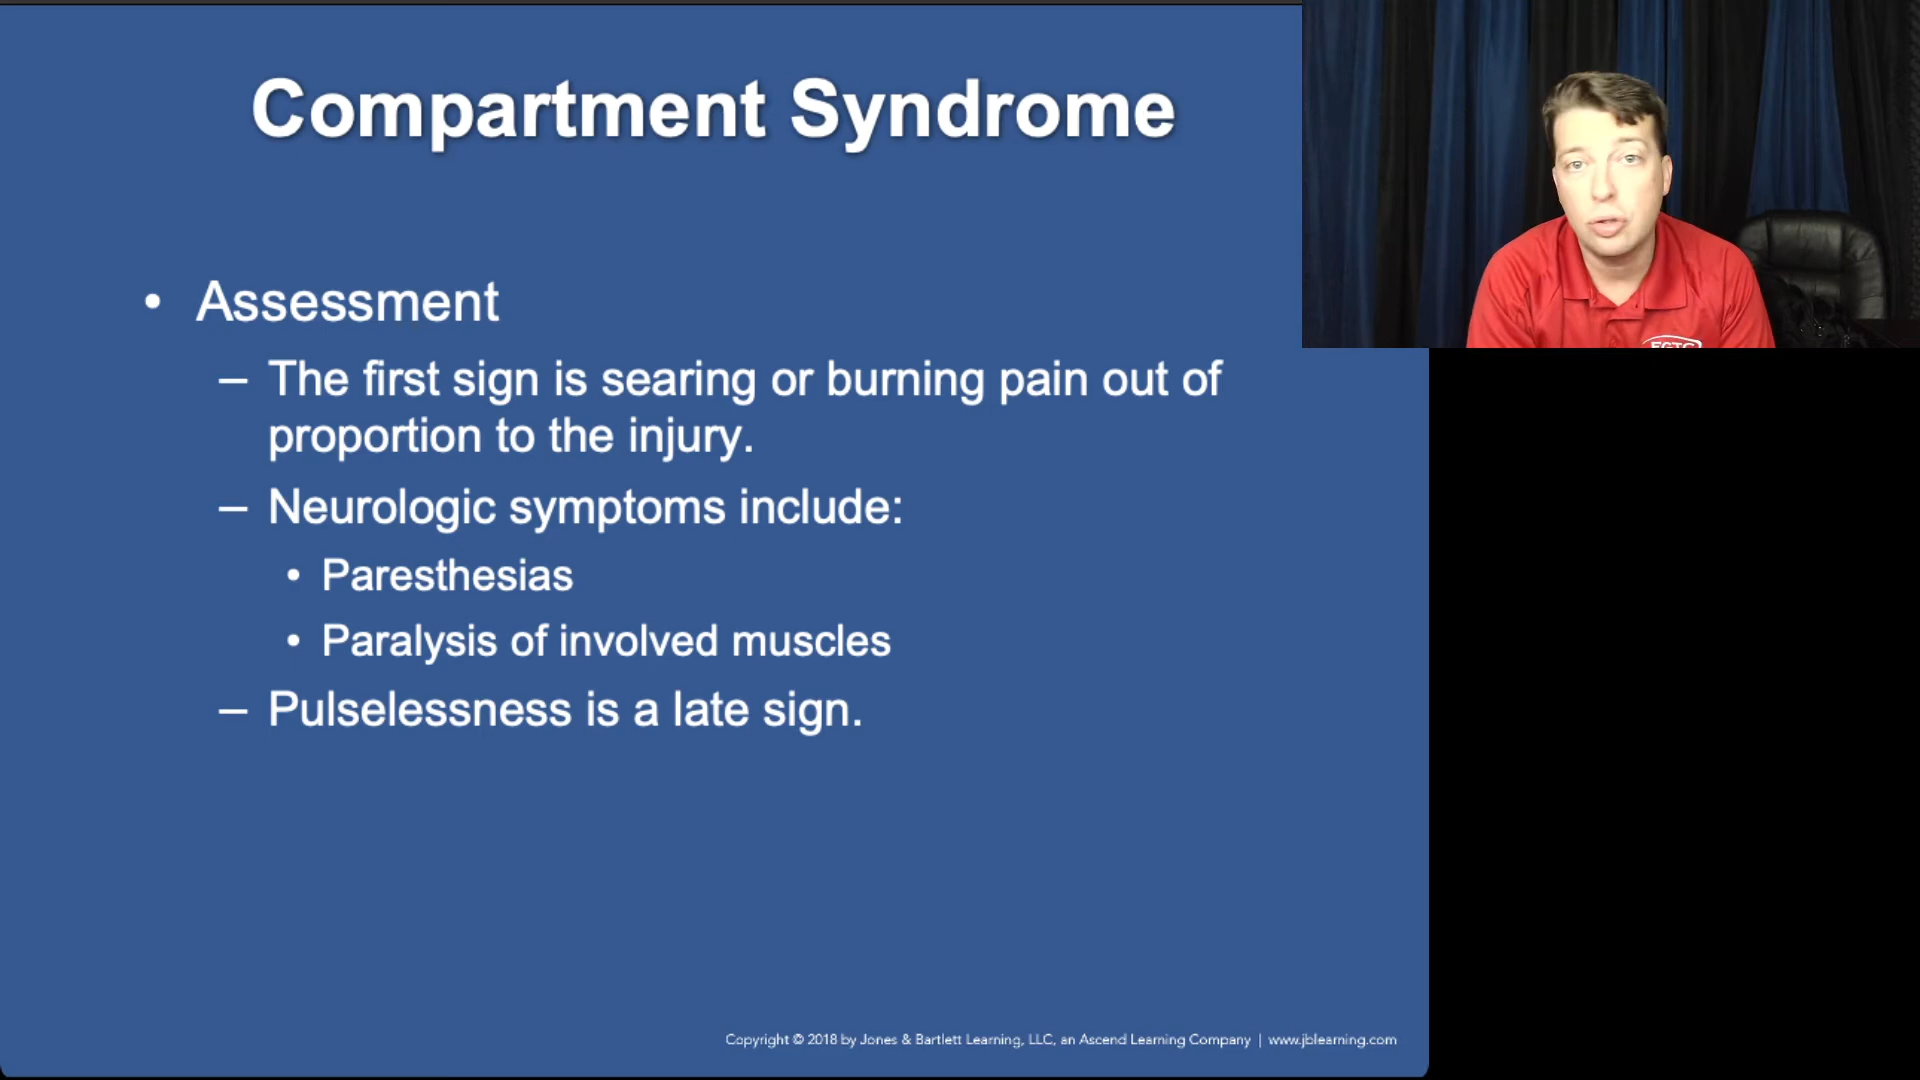 Compartment Syndrome
• Assessment
– The first sign is searing or burning pain out of
proportion to the injury.
– Neurologic symptoms include:
• Paresthesias
• Paralysis of involved muscles
– Pulselessness is a late sign.
Copyright © 2018 by Jones & Bartlett Learning, LLC, an Ascend Learning Company | www.jblearning.com